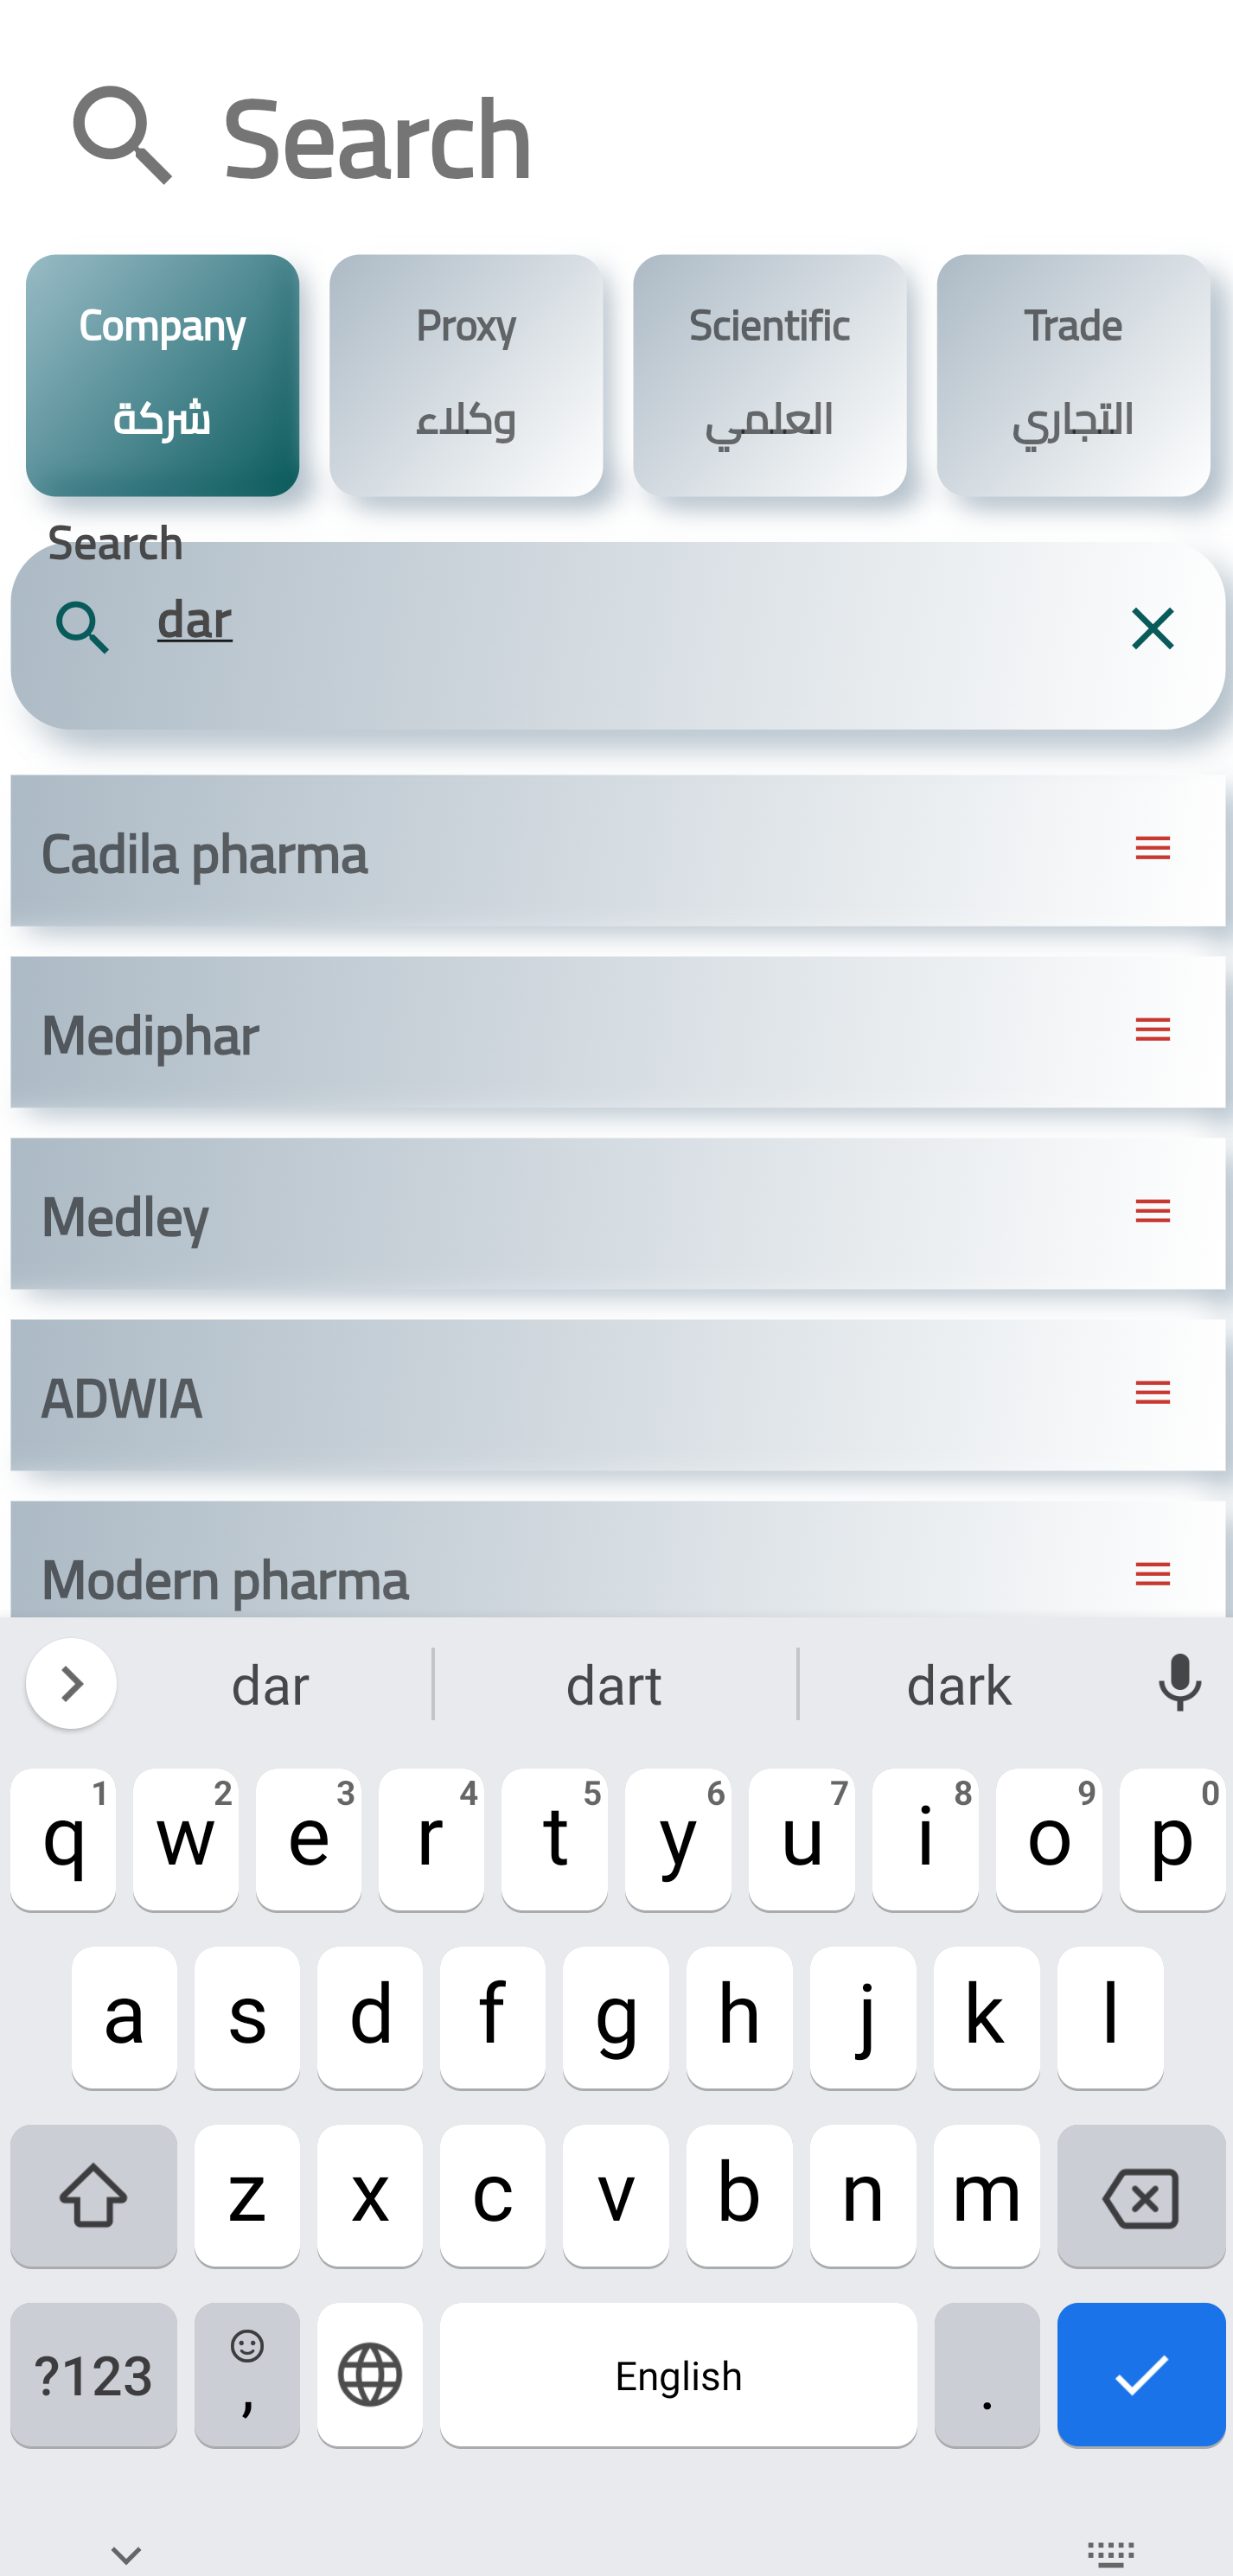 Search
Company Proxy Scientific Trade
شركة وكلاء العلمي التجاري
Search
dar
Cadila pharma
Mediphar
Medley
ADWIA
Modern pharma
dar dart dark
1 2 3 4 5 6 7 8 9 0
q w e r t y u i o p
a s d f g h j k l
z x c v b n m
?123 , English .